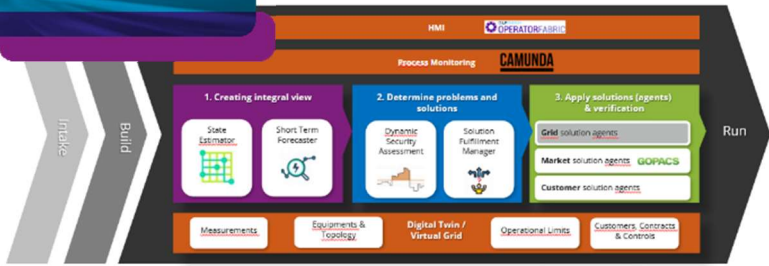 HMI
OPERATORFABRIC
Process Monitoring
CAMUNDA
1. Creating integral view
2. Determine problems and
solutions
3. Apply solutions (agents)
& verification
State
Estimator
Short Term
Forecaster
Dynamic
Security
Assessment
Solution
Fulfilment
Manager
Grid solution agents
Market solution agents GOPACS
Customer solution agents
Intake
Build
Run
Measurements
Equipments &
Topology
Digital Twin /
Virtual Grid
Operational Limits
Customers, Contracts
& Controls